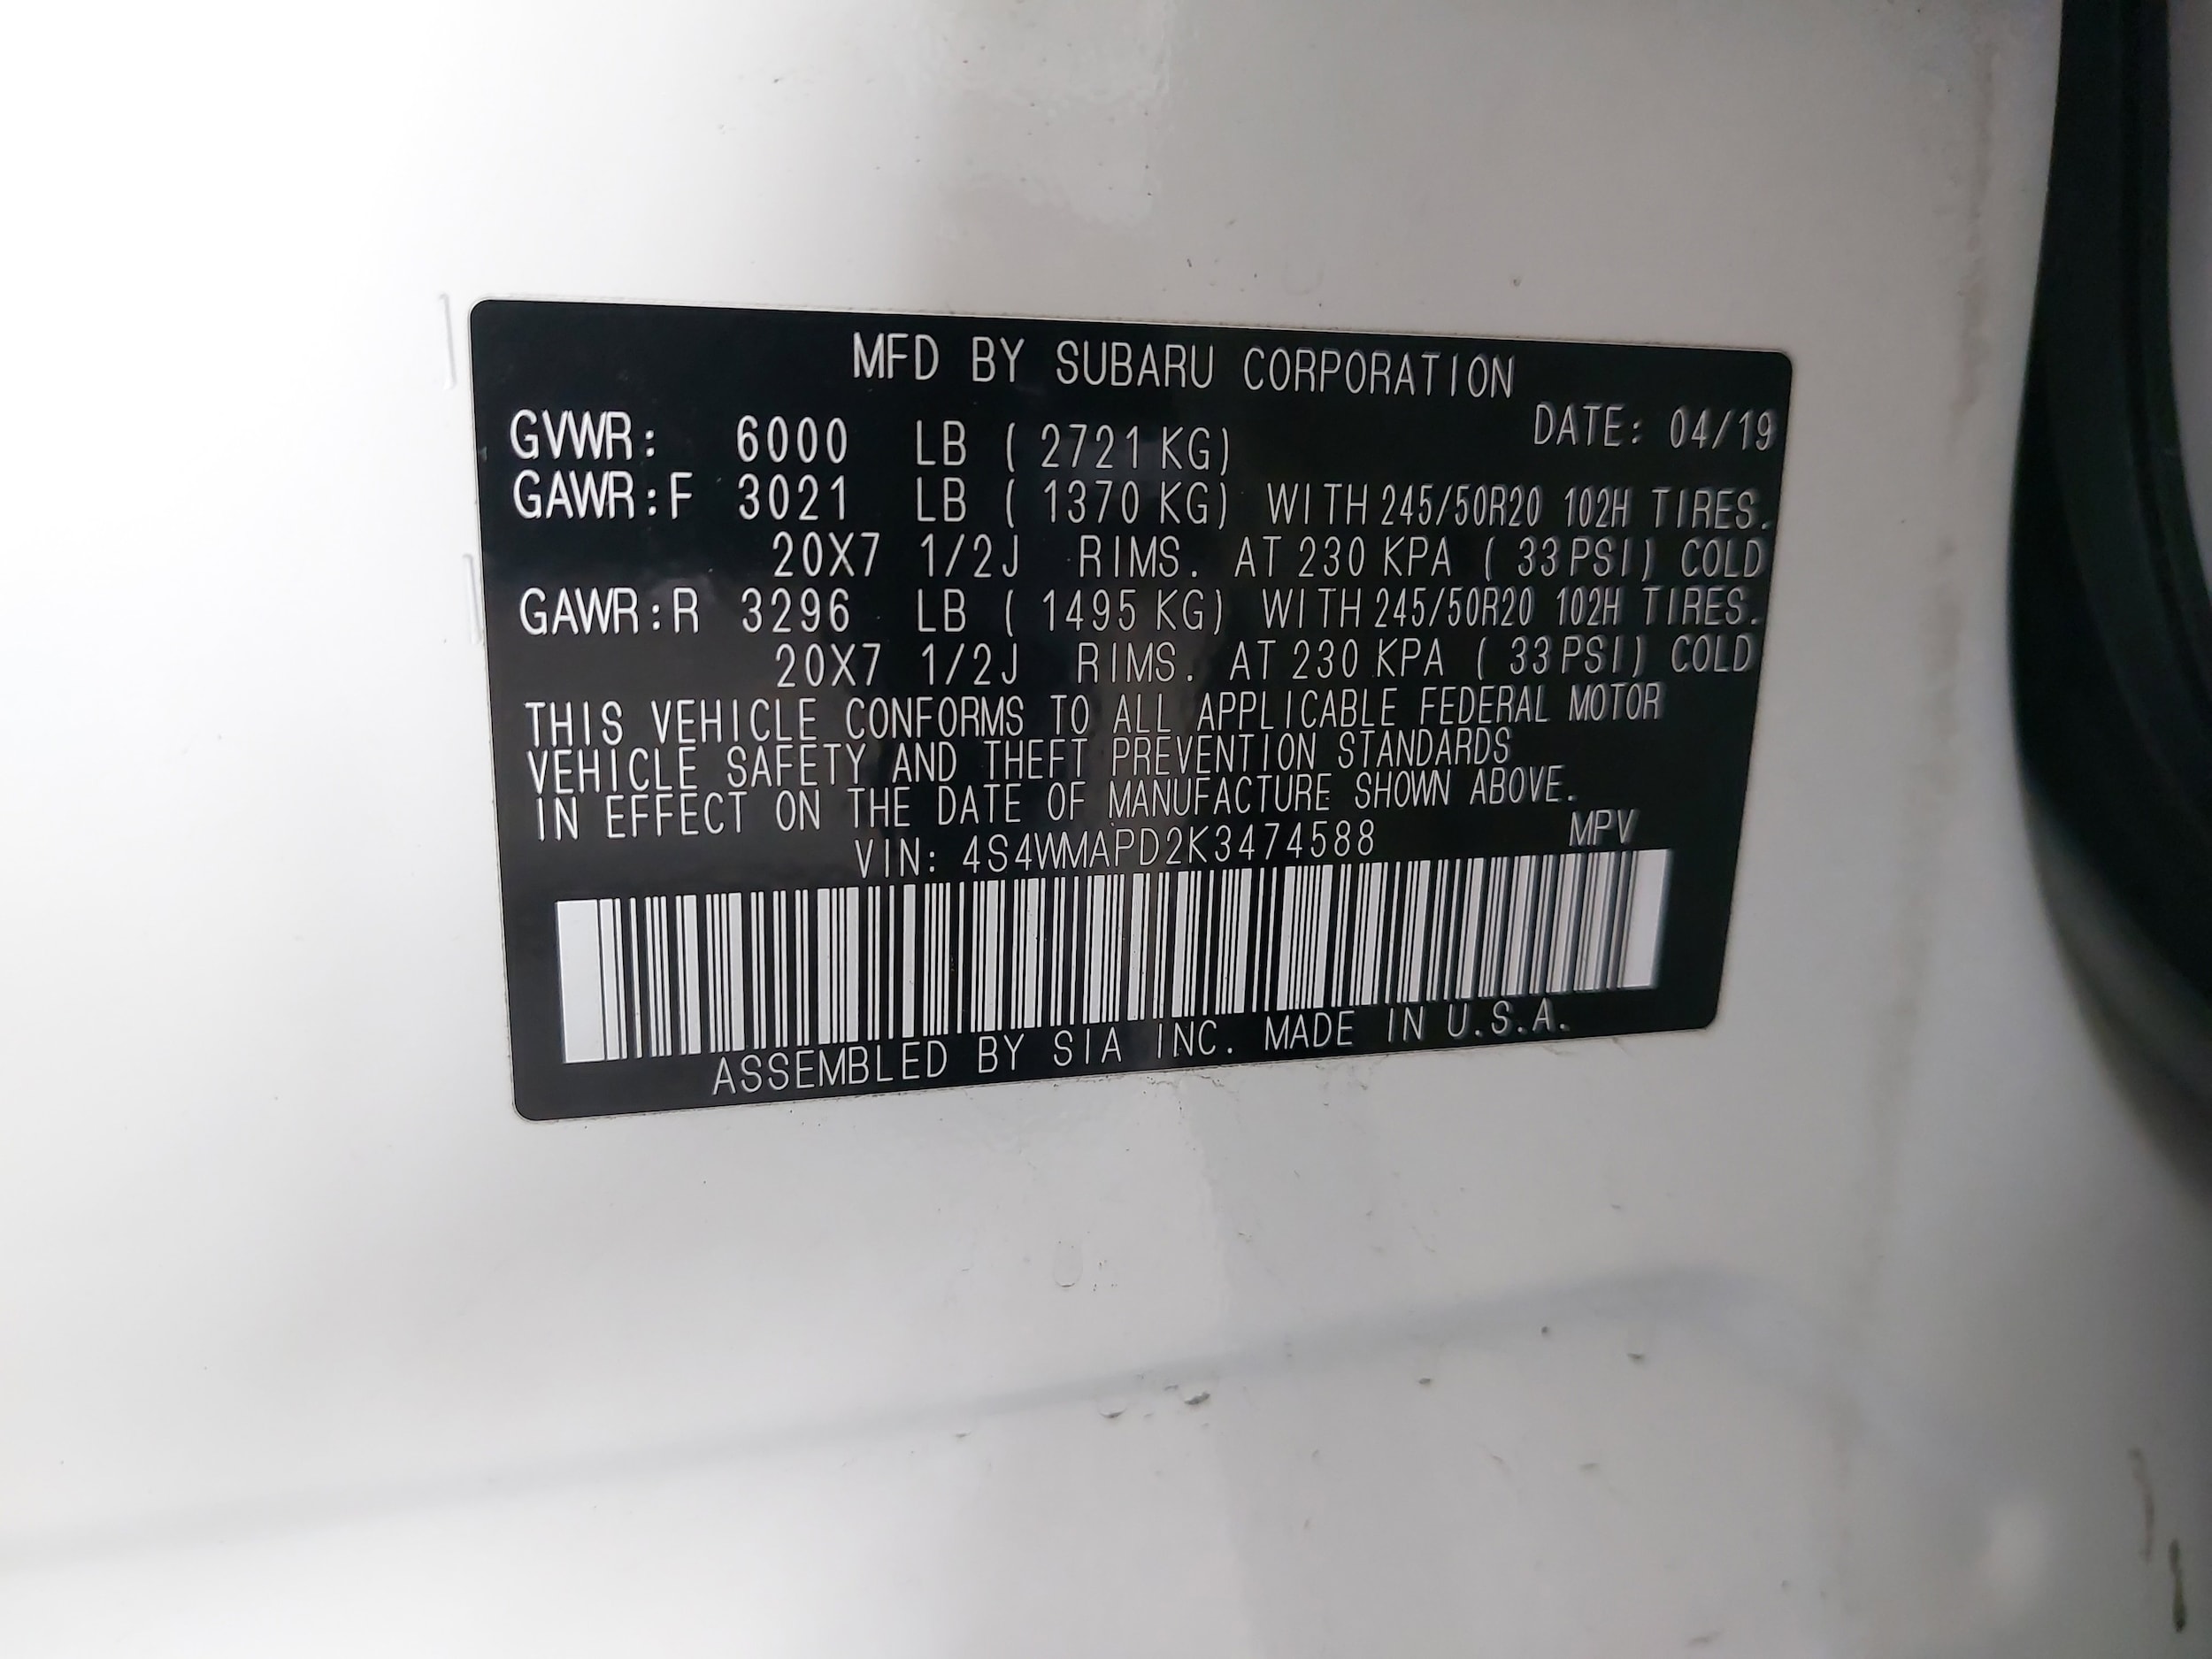 MFD BY SUBARU CORPORATION
DATE: 04/19
GVWR: 6000 LB ( 2721 KG)
GAWR:F 3021 LB ( 1370 KG) WITH 245/50R20 102H TIRES.
20X7 1/2J RIMS. AT 230 KPA ( 33 PSI) COLD
GAWR:R 3296 LB ( 1495 KG) WITH 245/50R20 102H TIRES.
20X7 1/2J RIMS. AT 230 KPA ( 33 PSI) COLD
THIS VEHICLE CONFORMS TO ALL APPLICABLE FEDERAL MOTOR
VEHICLE SAFETY AND THEFT PREVENTION STANDARDS
IN EFFECT ON THE DATE OF MANUFACTURE SHOWN ABOVE.
VIN: 4S4WMAPD2K3474588 MPV
ASSEMBLED BY SIA INC. MADE IN U.S.A.